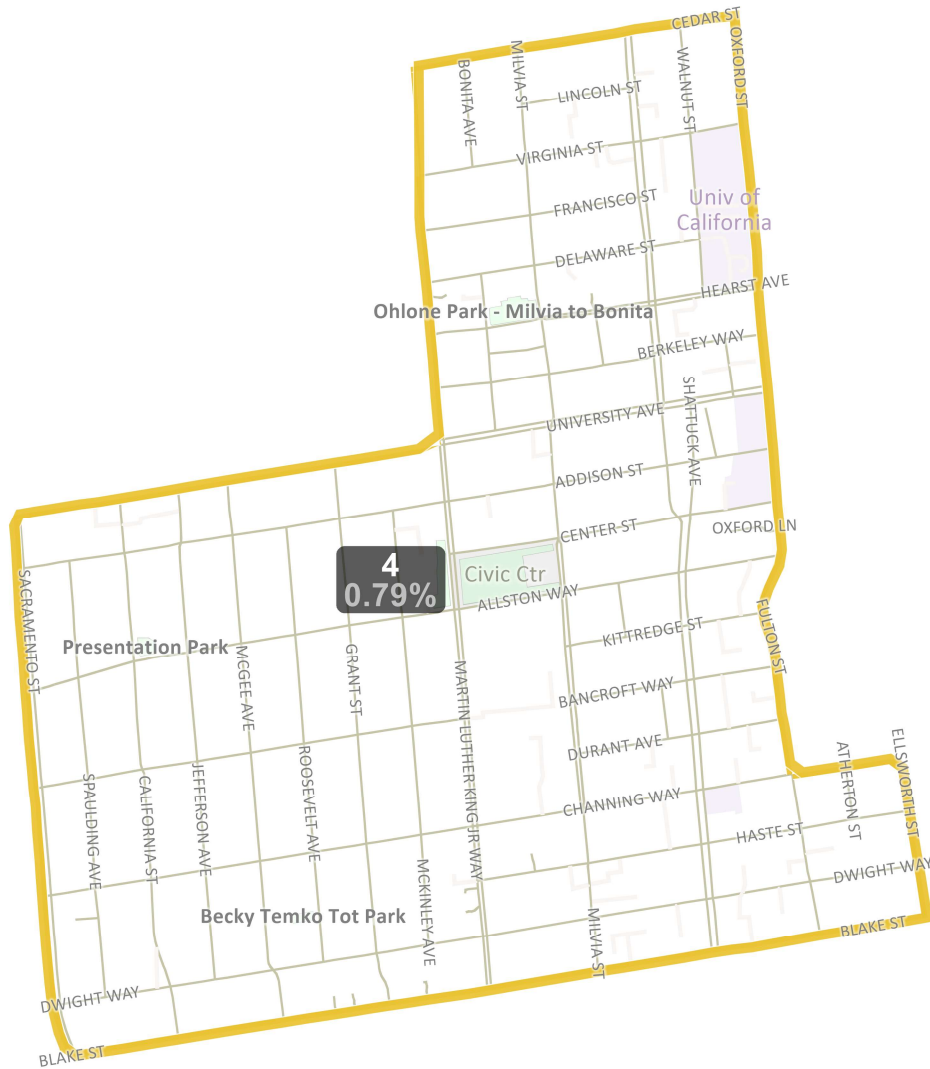 CEDAR ST
OXFORD ST
BONITA AVE
MILVIA ST
WALNUT ST
LINCOLN ST
VIRGINIA ST
FRANCISCO ST
Univ of
California
DELAWARE ST
HEARST AVE
Ohlone Park - Milvia to Bonita
BERKELEY WAY
SHATTUCK AVE
UNIVERSITY AVE
ADDISON ST
CENTER ST
OXFORD LN
4
0.79%
Civic Ctr
ALLSTON WAY
SACRAMENTO ST
Presentation Park
MCGEE AVE
GRANT ST
MARTIN LUTHER KING JR WAY
KITTREDGE ST
FULTON ST
BANCROFT WAY
DURANT AVE
ELLSWORTH ST
ATHERTON ST
SPAULDING AVE
CALIFORNIA ST
JEFFERSON AVE
ROOSEVELT AVE
CHANNING WAY
HASTE ST
MCKINLEY AVE
DWIGHT WAY
Becky Temko Tot Park
MILVIA ST
BLAKE ST
DWIGHT WAY
BLAKE ST